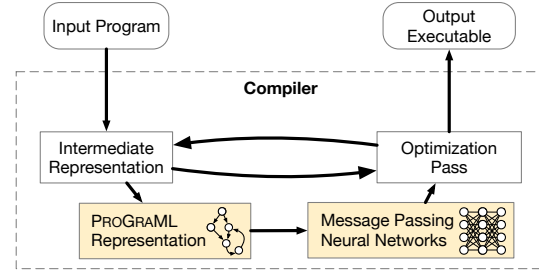 Input Program
Output
Executable
Compiler
Intermediate
Representation
Optimization
Pass
PROGRAML
Representation
Message Passing
Neural Networks